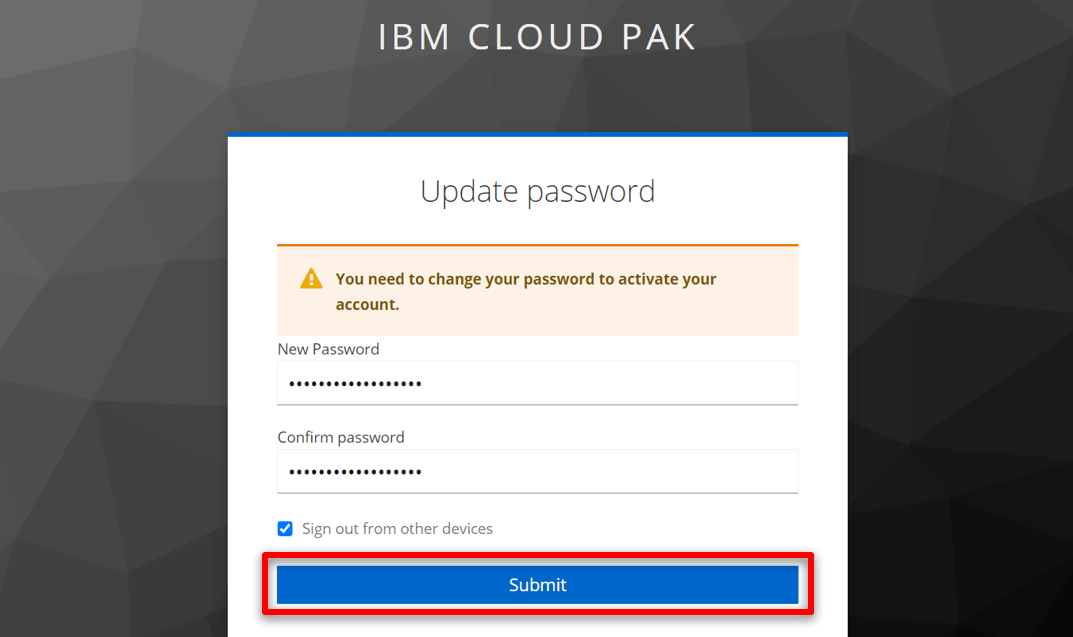 IBM CLOUD PAK
Update password
You need to change your password to activate your
account.
New Password
••••••••••••••••••
Confirm password
••••••••••••••••••
Sign out from other devices
Submit